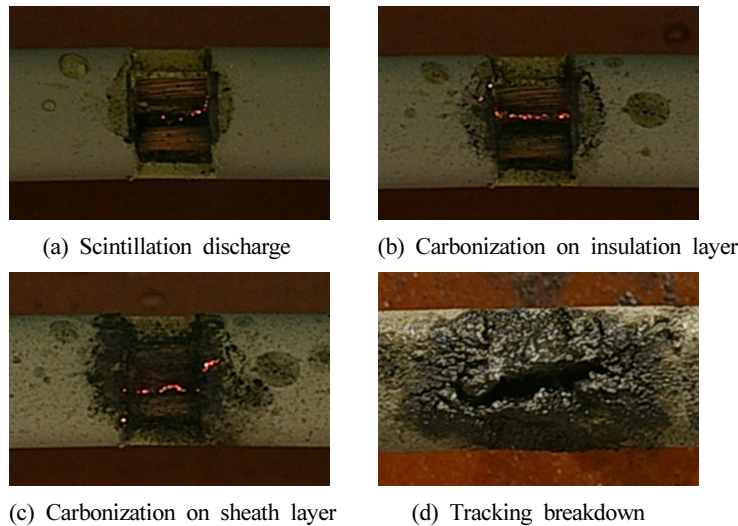 (a) Scintillation discharge
(b) Carbonization on insulation layer
(c) Carbonization on sheath layer
(d) Tracking breakdown